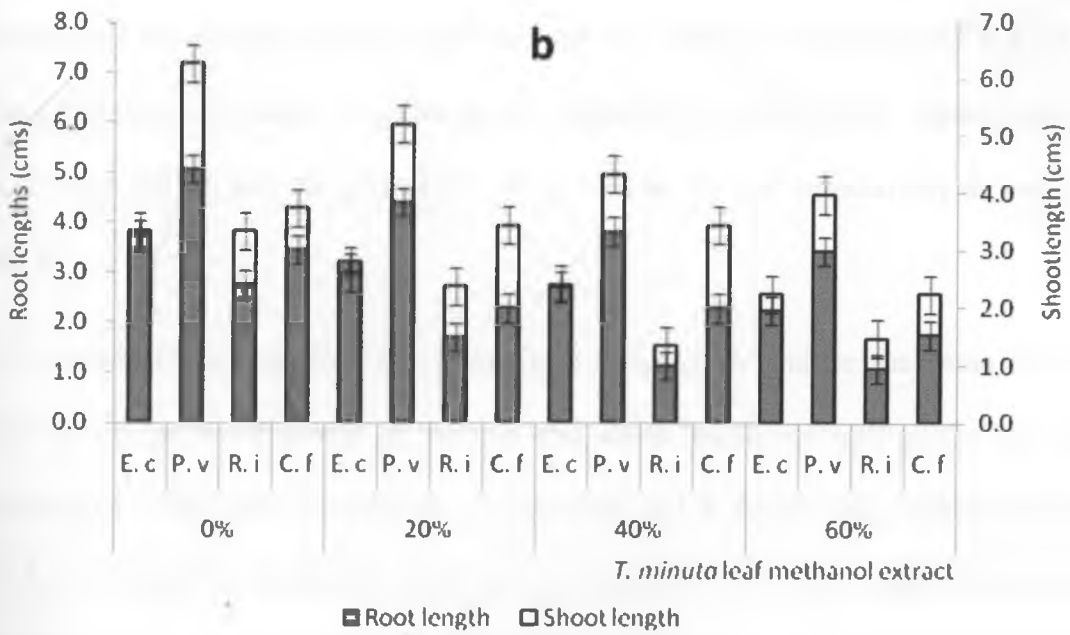 b
8.0
7.0
6.0
5.0
4.0
3.0
2.0
1.0
0.0
Root lengths (cms)
7.0
6.0
5.0
4.0
3.0
2.0
1.0
0.0
Shootlength (cms)
E. c P. v R. i C. f E. c P. v R. i C. f E. c P. v R. i C. f E. c P. v R. i C. f
0% 20% 40% 60%
T. minuta leaf methanol extract
Root length Shoot length